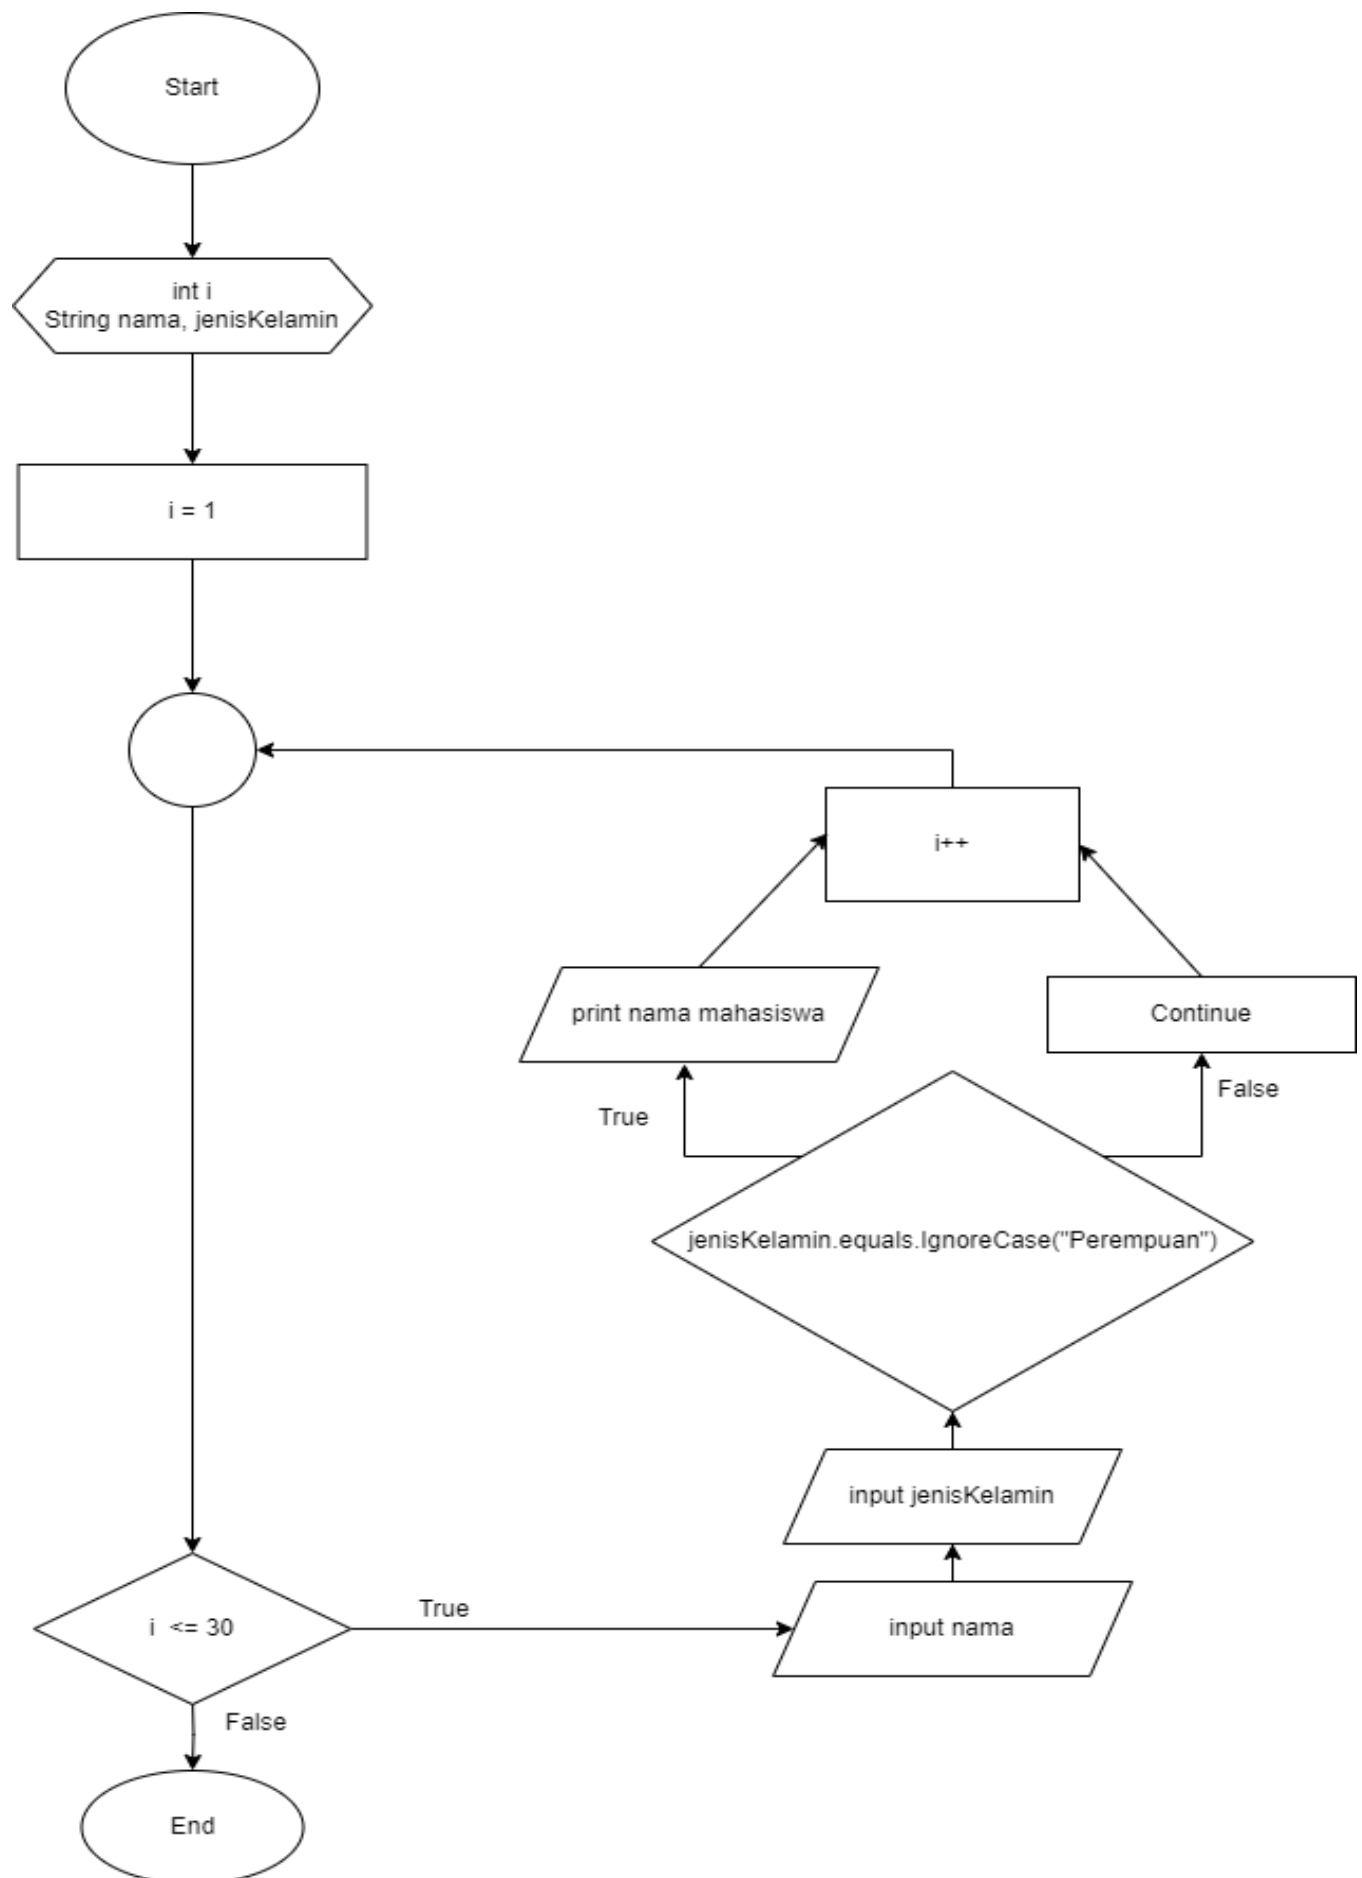 Start
int i
String nama, jenisKelamin
i = 1
i++
print nama mahasiswa
Continue
True
False
jenisKelamin.equals.IgnoreCase("Perempuan")
input jenisKelamin
True
i <= 30
input nama
False
End